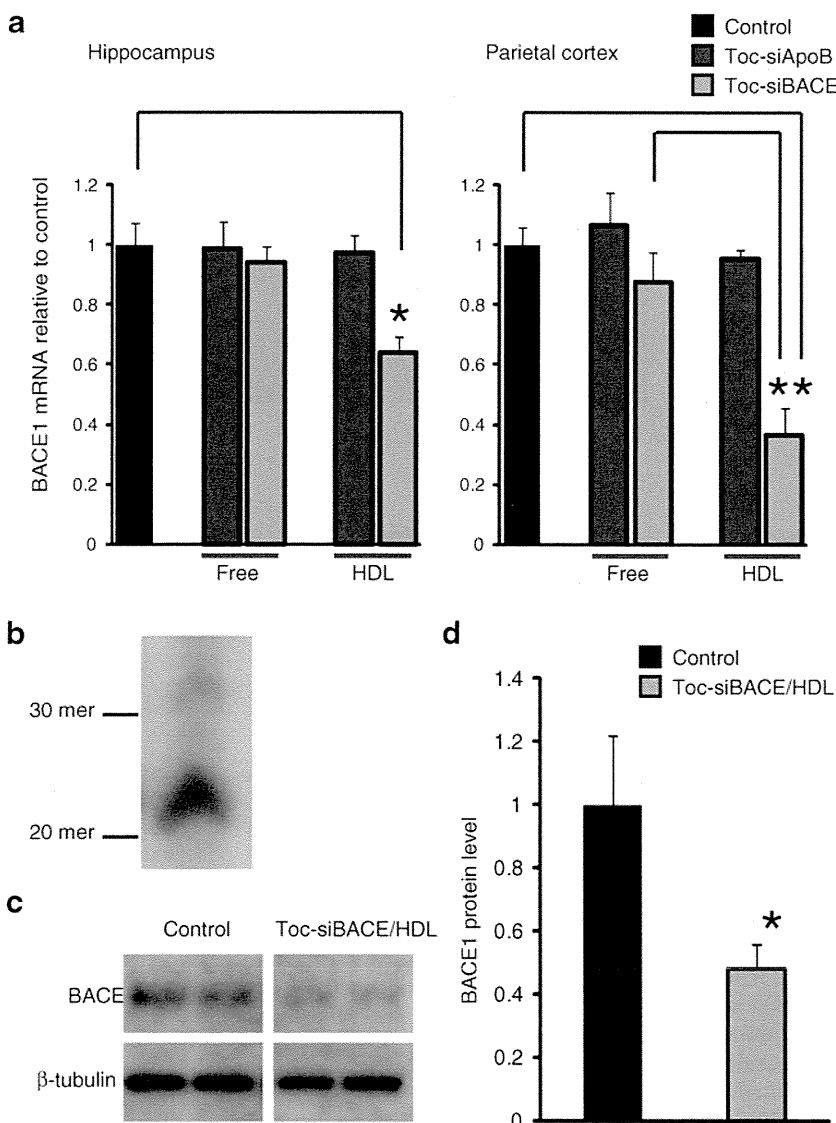 a
Hippocampus
Parietal cortex
Control
Toc-siApoB
Toc-siBACE
BACE1 mRNA relative to control
1.2
1
0.8
0.6
0.4
0.2
0
*
Free
HDL
1.2
1
0.8
0.6
0.4
0.2
0
**
Free
HDL
b
30 mer
20 mer
c
Control
Toc-siBACE/HDL
BACE
β-tubulin
d
Control
Toc-siBACE/HDL
BACE1 protein level
1.4
1.2
1
0.8
0.6
0.4
0.2
0
*